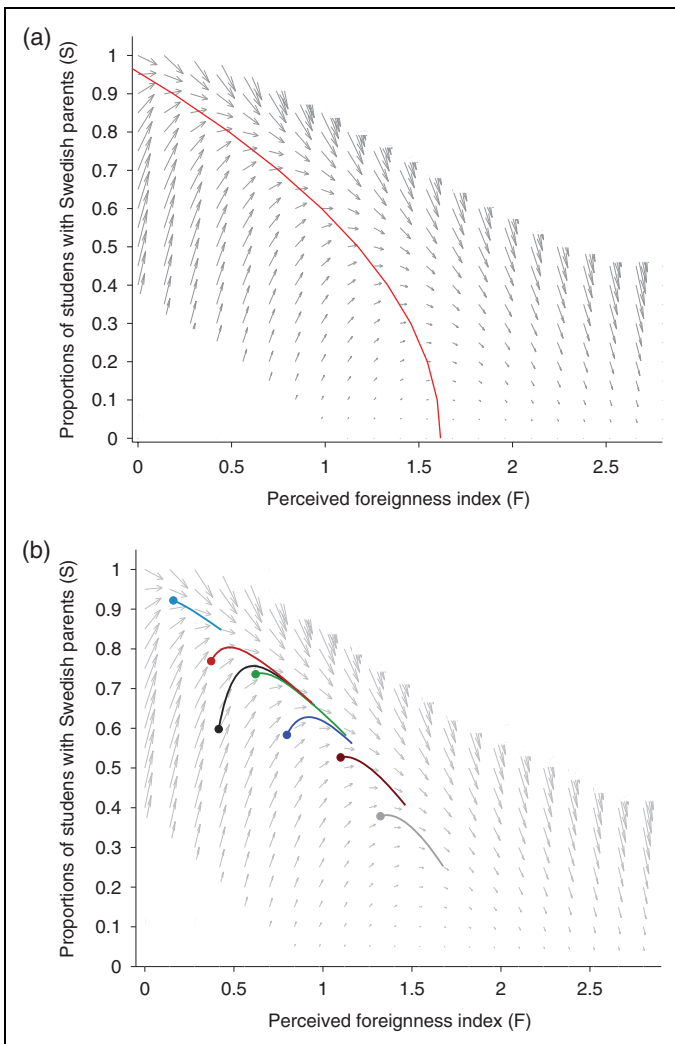 (a)
Proportions of studens with Swedish parents (S)
1
0.9
0.8
0.7
0.6
0.5
0.4
0.3
0.2
0.1
0
0 0.5 1 1.5 2 2.5
Perceived foreignness index (F)
(b)
Proportions of studens with Swedish parents (S)
1
0.9
0.8
0.7
0.6
0.5
0.4
0.3
0.2
0.1
0
0 0.5 1 1.5 2 2.5
Perceived foreignness index (F)